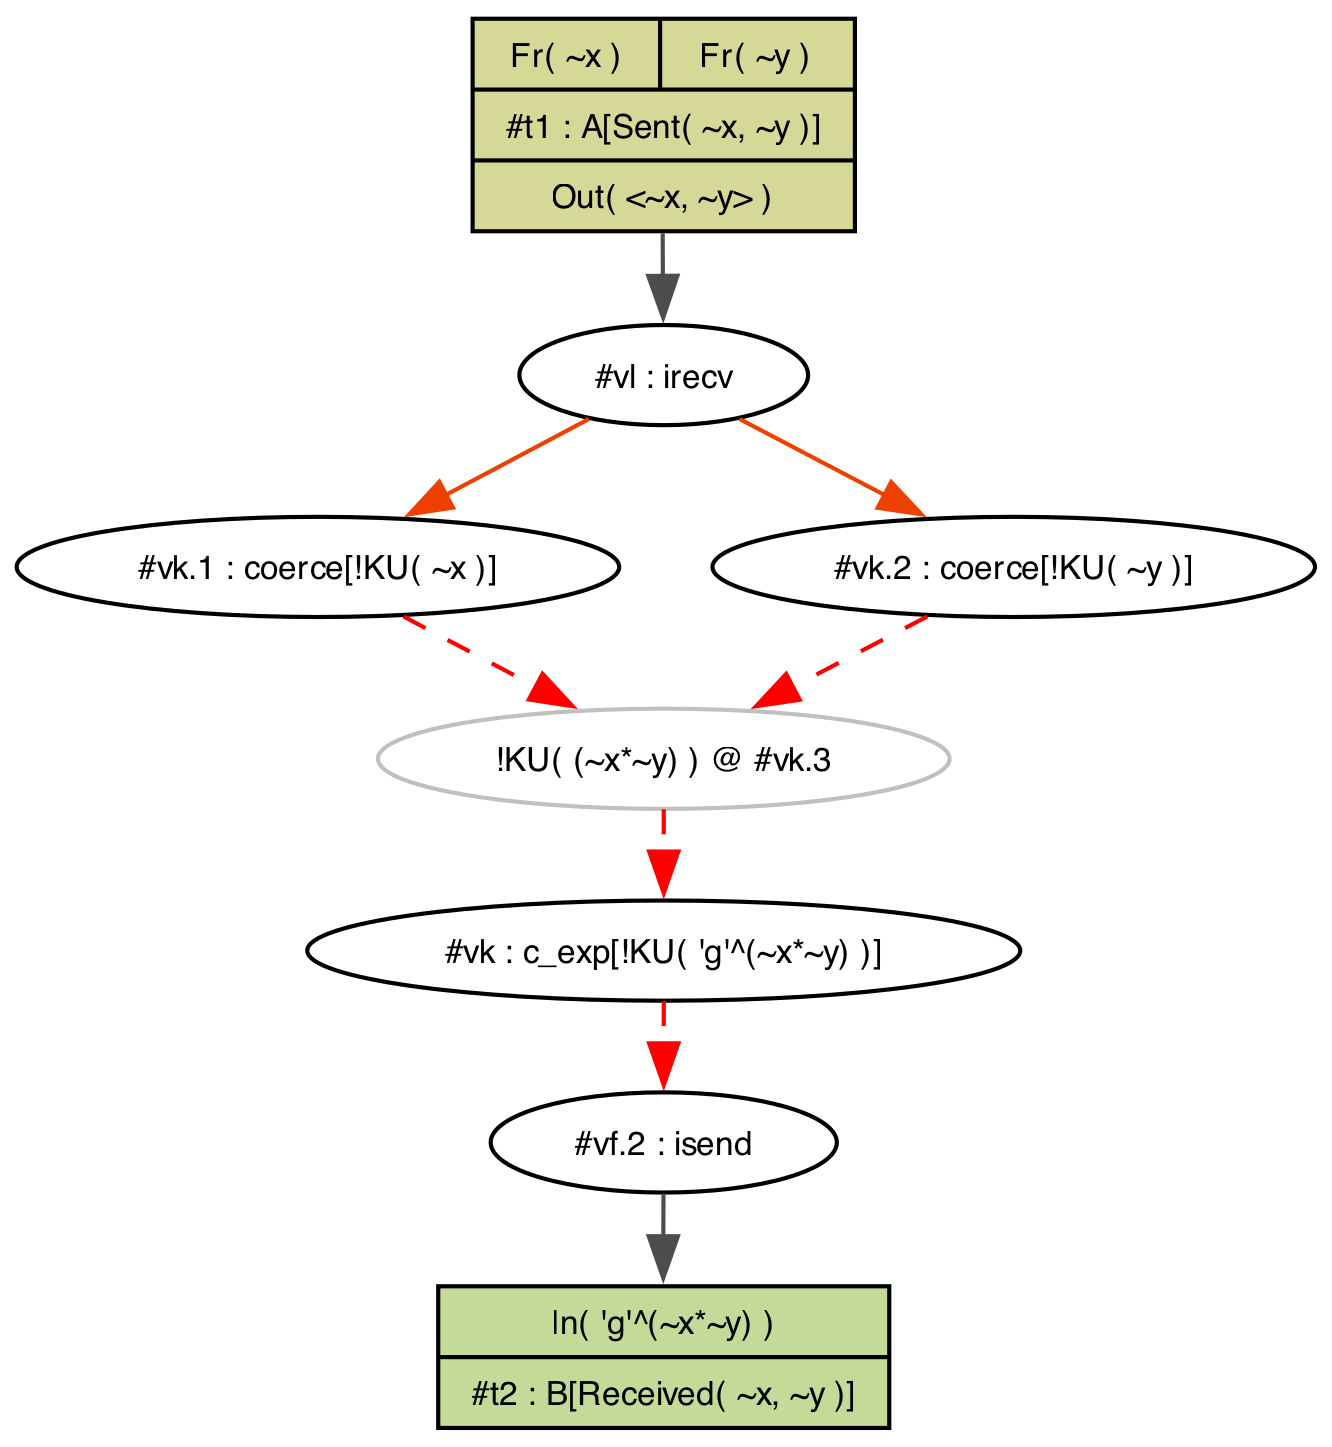 Fr( ~x ) Fr( ~y )
#t1 : A[Sent( ~x, ~y )]
Out( <~x, ~y> )
#vl : irecv
#vk.1 : coerce[!KU( ~x )] #vk.2 : coerce[!KU( ~y )]
!KU( (~x*~y) ) @ #vk.3
#vk : c_exp[!KU( 'g'^(~x*~y) )]
#vf.2 : isend
In( 'g'^(~x*~y) )
#t2 : B[Received( ~x, ~y )]